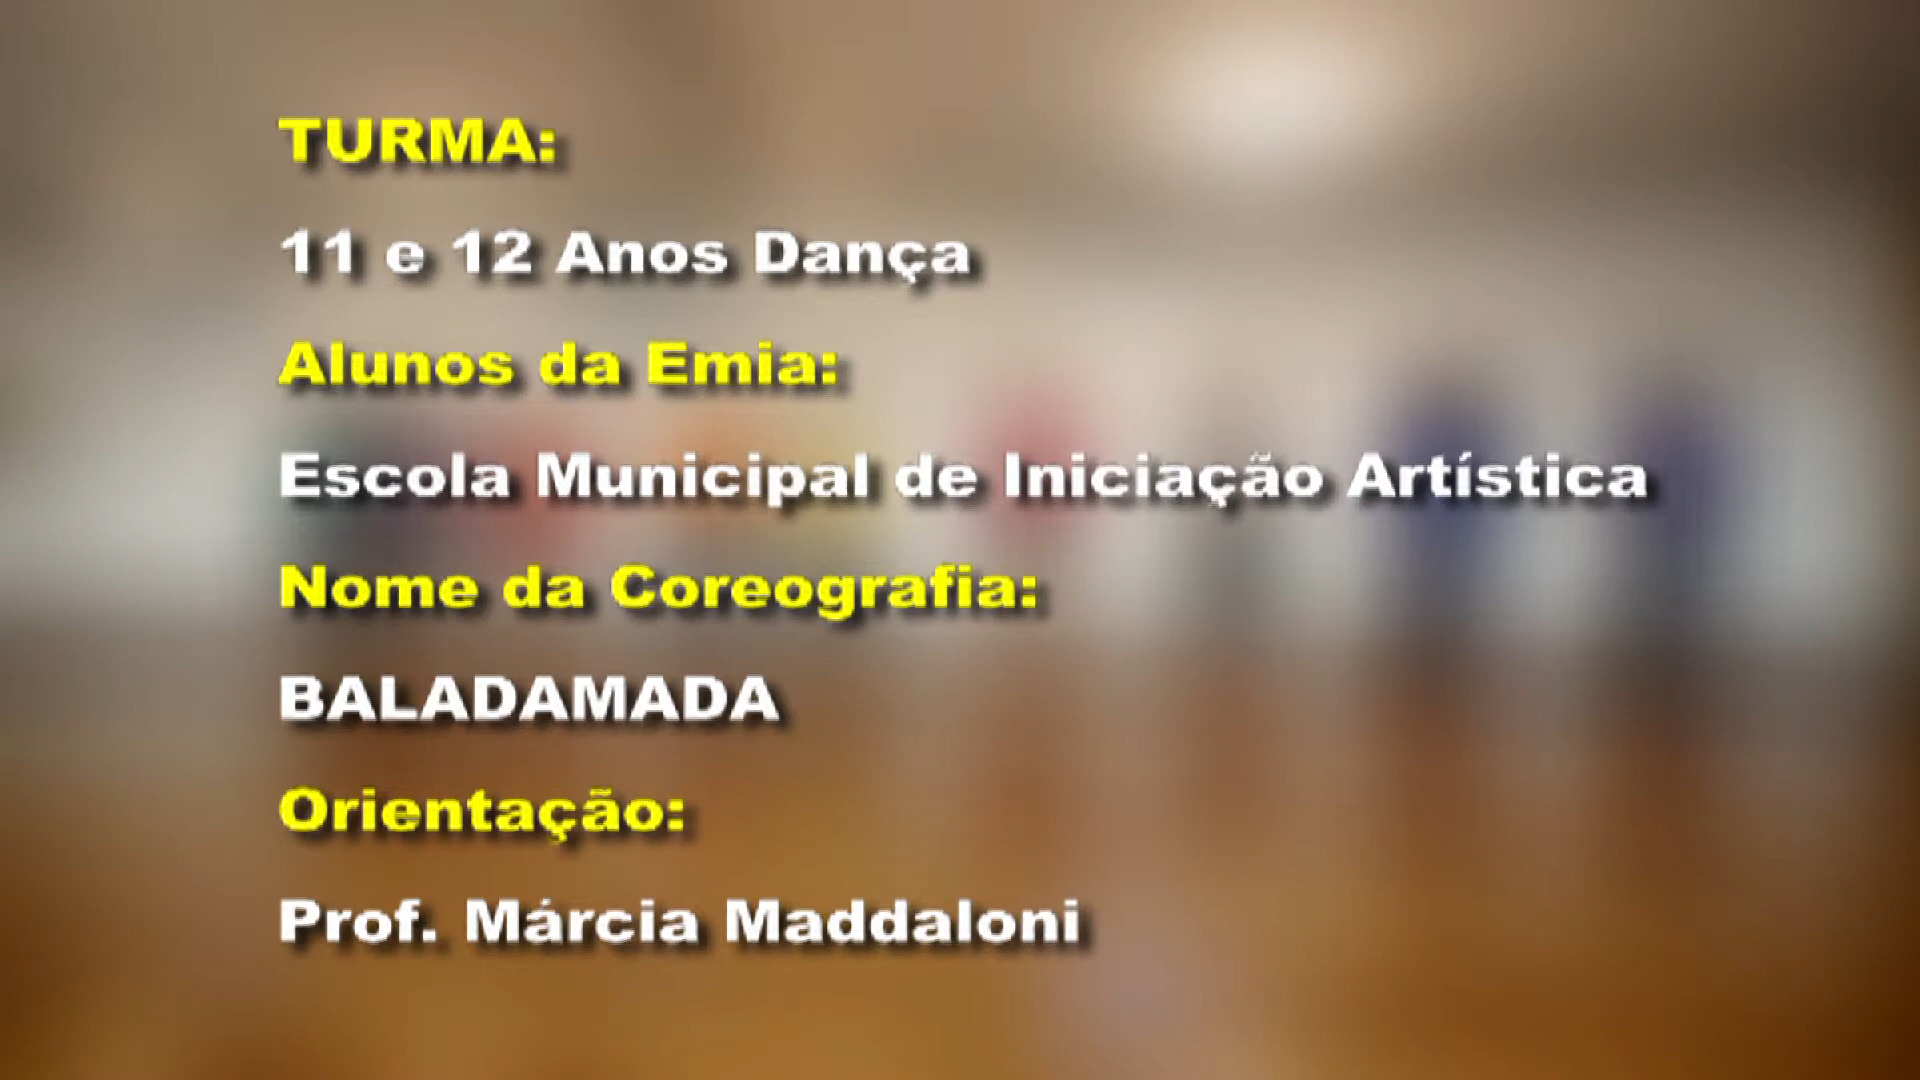 TURMA:
11 e 12 Anos Dança
Alunos da Emia:
Escola Municipal de Iniciação Artística
Nome da Coreografia:
BALADAMADA
Orientação:
Prof. Márcia Maddaloni